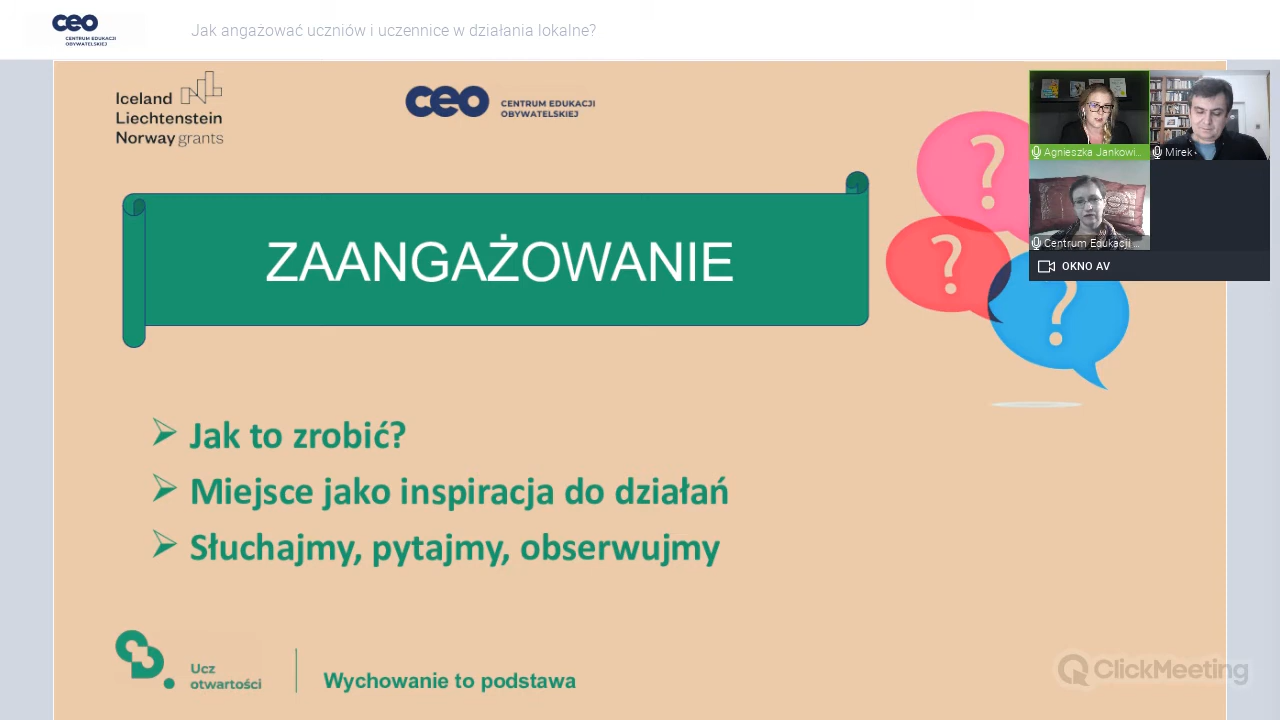 ceo
CENTRUM EDUKACJI
OBYWATELSKIEJ
Jak angażować uczniów i uczennice w działania lokalne?
Iceland
Liechtenstein
Norway grants
ceo
CENTRUM EDUKACJI
OBYWATELSKIEJ
ZAANGAŻOWANIE
? ? ?
Agnieszka Jankowi...
Mirek
Centrum Edukacji ...
OKNO AV
Jak to zrobić?
Miejsce jako inspiracja do działań
Słuchajmy, pytajmy, obserwujmy
Ucz
otwartości
Wychowanie to podstawa
ClickMeeting